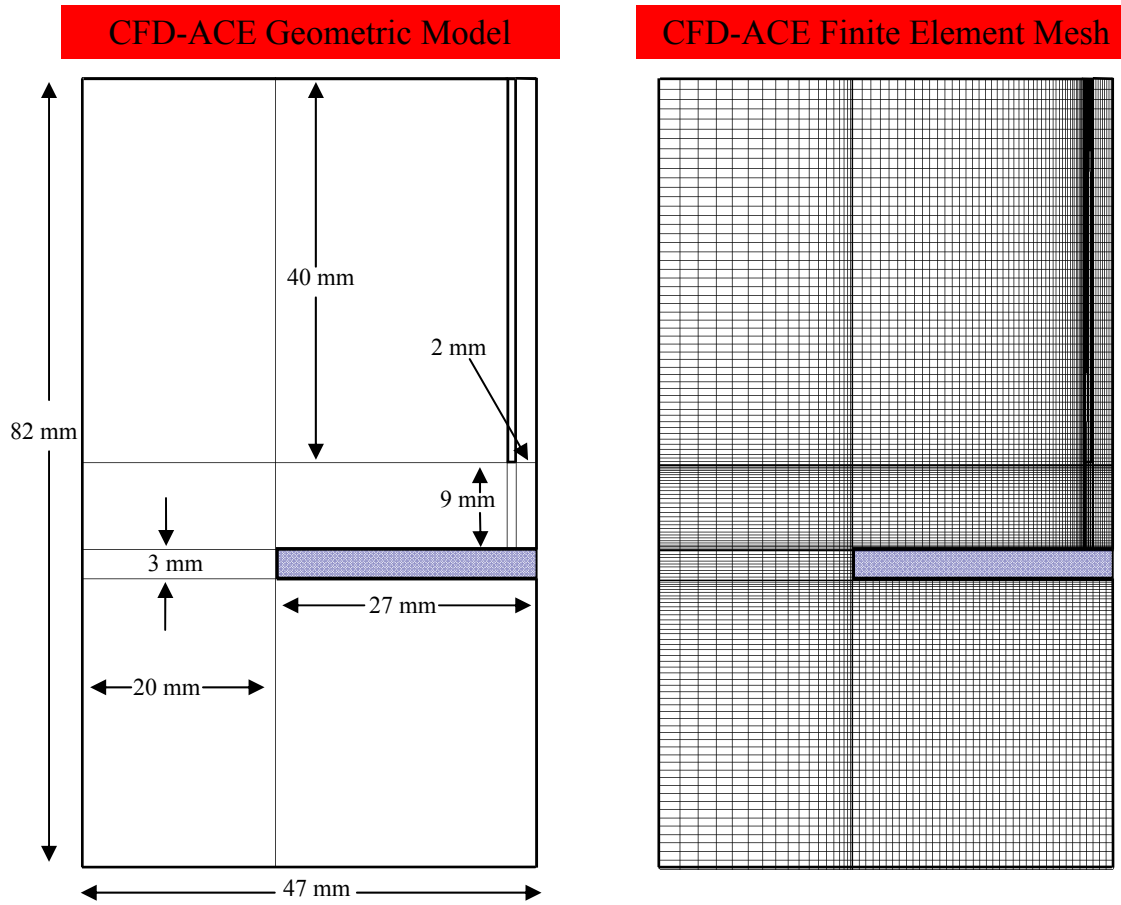 CFD-ACE Geometric Model
CFD-ACE Finite Element Mesh
40 mm
2 mm
82 mm
9 mm
3 mm
27 mm
20 mm
47 mm